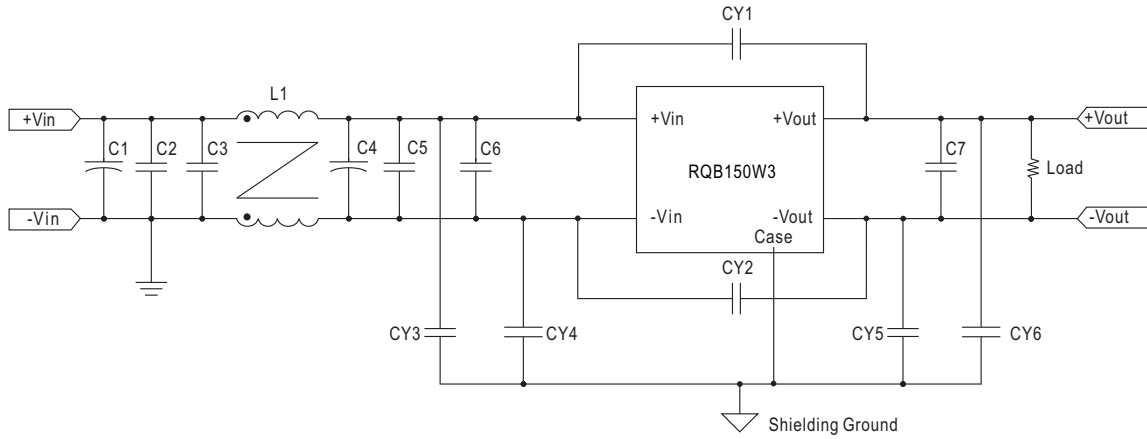 CY1
L1
+Vin
C1
C2
C3
C4
C5
C6
+Vin
+Vout
C7
+Vout
RQB150W3
Load
-Vin
-Vin
-Vout
-Vout
Case
CY2
CY3
CY4
CY5
CY6
Shielding Ground